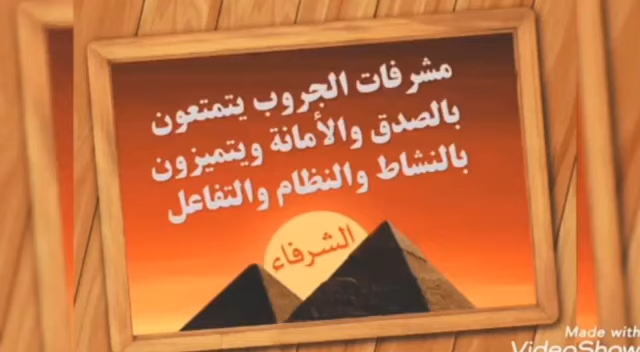 مشرفات الجروب يتمتعون
بالصدق والأمانة ويتميزون
بالنشاط والنظام والتفاعل
الشرفاء
Made with
VideoShow